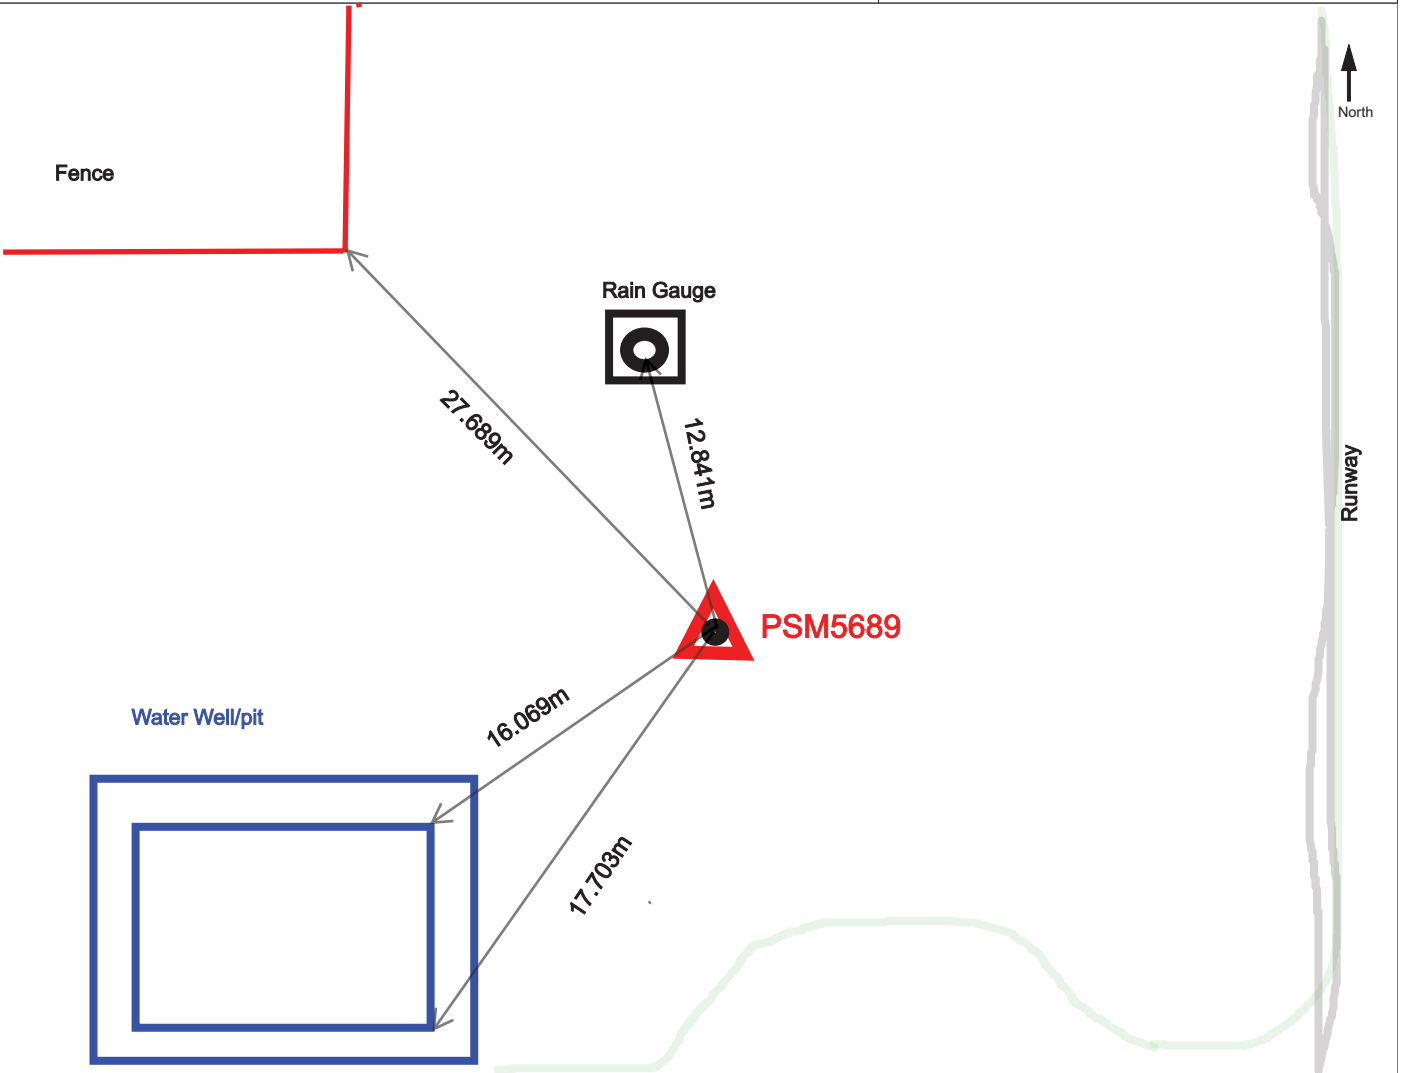 North
Fence
Rain Gauge
27.689m
12.841m
Runway
PSM5689
16.069m
Water Well/pit
17.703m